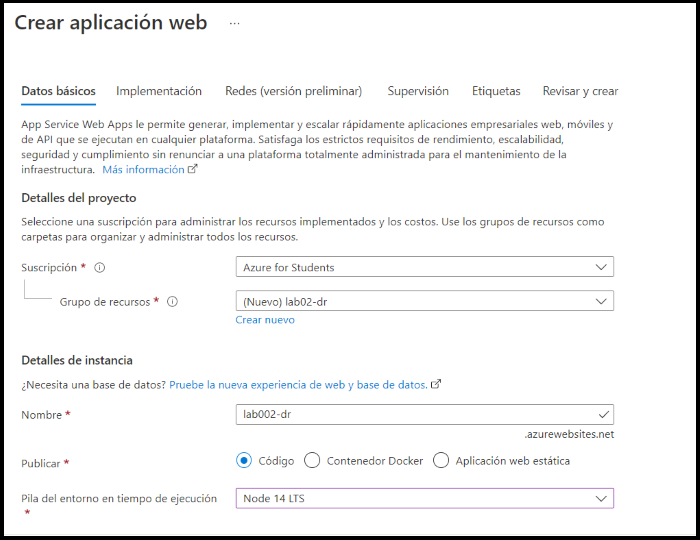 Crear aplicación web ...
Datos básicos Implementación Redes (versión preliminar) Supervisión Etiquetas Revisar y crear
App Service Web Apps le permite generar, implementar y escalar rápidamente aplicaciones empresariales web, móviles y
de API que se ejecutan en cualquier plataforma. Satisfaga los estrictos requisitos de rendimiento, escalabilidad,
seguridad y cumplimiento sin renunciar a una plataforma totalmente administrada para el mantenimiento de la
infraestructura. Más información
Detalles del proyecto
Seleccione una suscripción para administrar los recursos implementados y los costos. Use los grupos de recursos como
carpetas para organizar y administrar todos los recursos.
Suscripción * Azure for Students
Grupo de recursos * (Nuevo) lab02-dr
Crear nuevo
Detalles de instancia
¿Necesita una base de datos? Pruebe la nueva experiencia de web y base de datos.
Nombre * lab002-dr
.azurewebsites.net
Publicar * Código Contenedor Docker Aplicación web estática
Pila del entorno en tiempo de ejecución Node 14 LTS
*